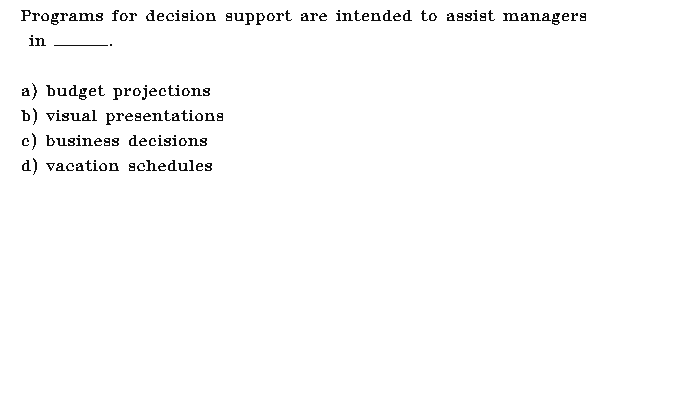 Programs for decision support are intended to assist managers
in ______.
a) budget projections
b) visual presentations
c) business decisions
d) vacation schedules